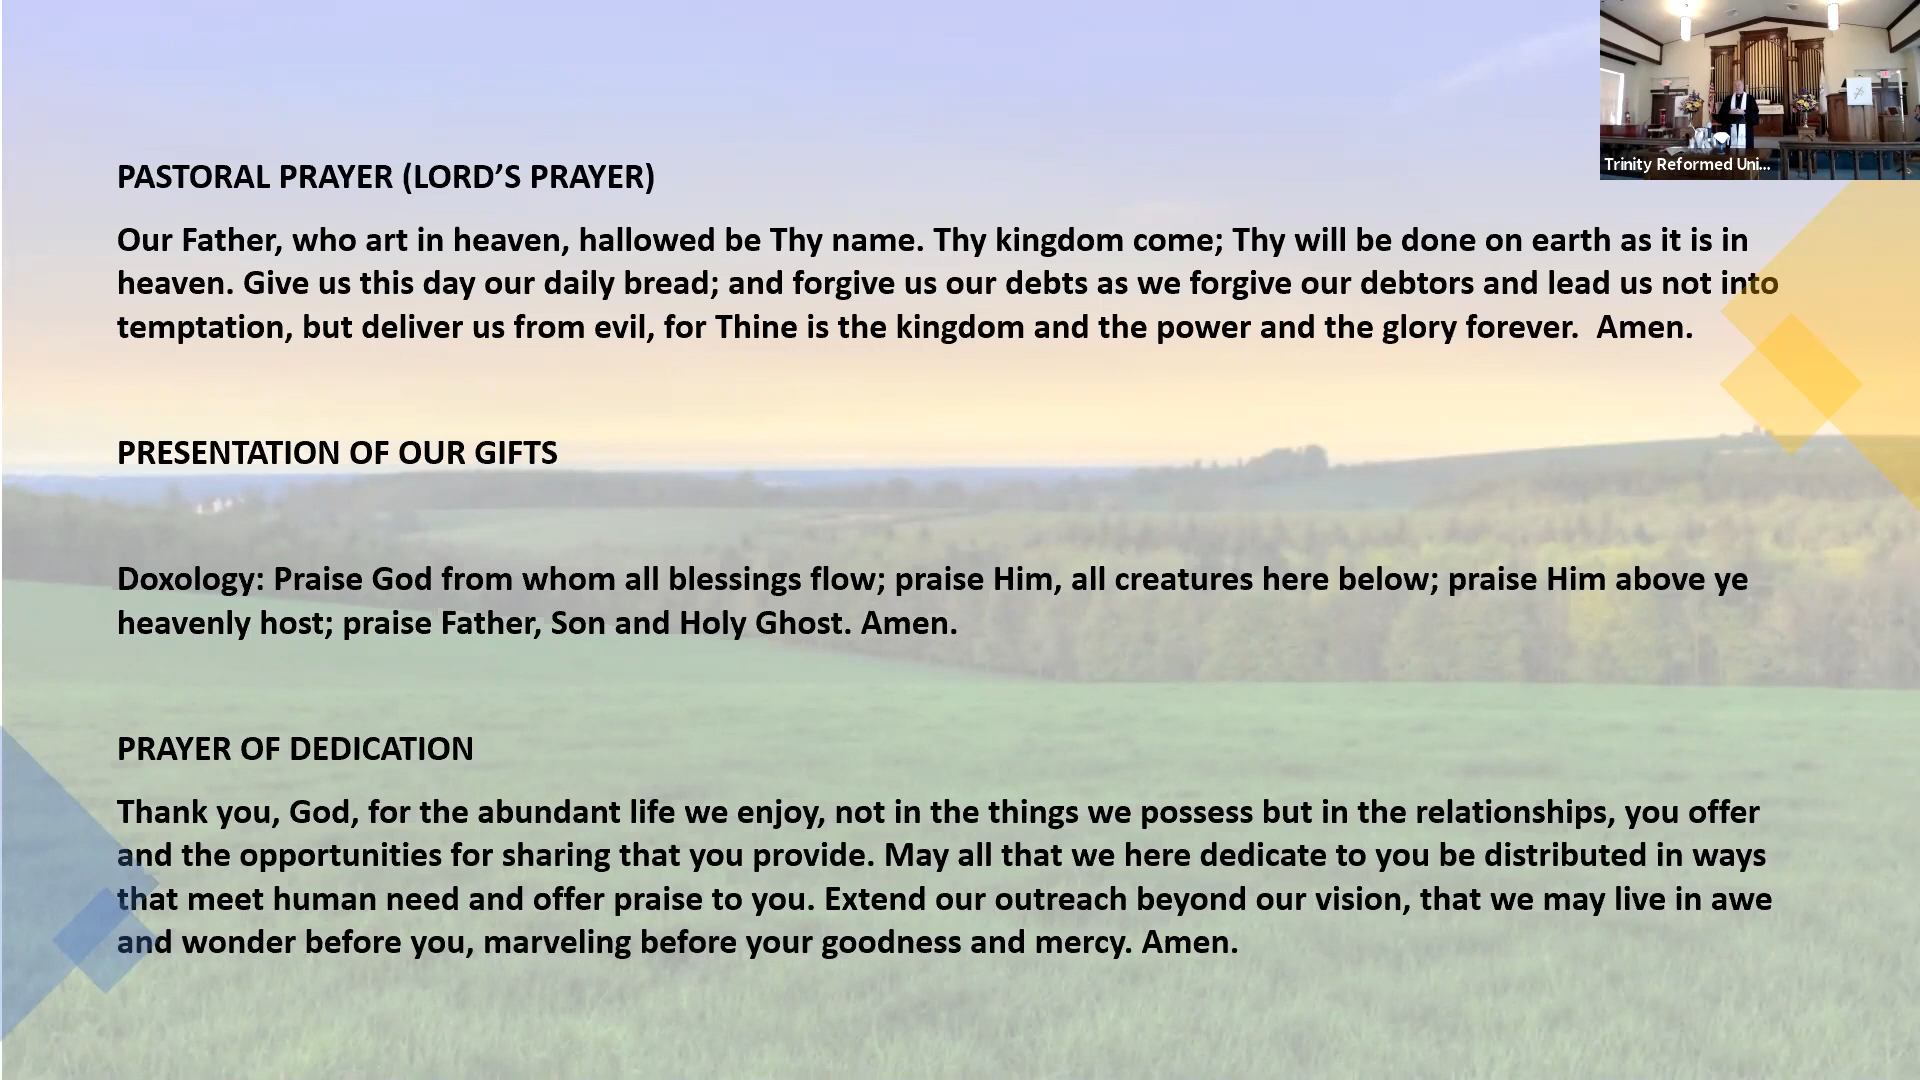 Trinity Reformed Uni...
PASTORAL PRAYER (LORD’S PRAYER)
Our Father, who art in heaven, hallowed be Thy name. Thy kingdom come; Thy will be done on earth as it is in
heaven. Give us this day our daily bread; and forgive us our debts as we forgive our debtors and lead us not into
temptation, but deliver us from evil, for Thine is the kingdom and the power and the glory forever.  Amen.
PRESENTATION OF OUR GIFTS
Doxology: Praise God from whom all blessings flow; praise Him, all creatures here below; praise Him above ye
heavenly host; praise Father, Son and Holy Ghost. Amen.
PRAYER OF DEDICATION
Thank you, God, for the abundant life we enjoy, not in the things we possess but in the relationships, you offer
and the opportunities for sharing that you provide. May all that we here dedicate to you be distributed in ways
that meet human need and offer praise to you. Extend our outreach beyond our vision, that we may live in awe
and wonder before you, marveling before your goodness and mercy. Amen.